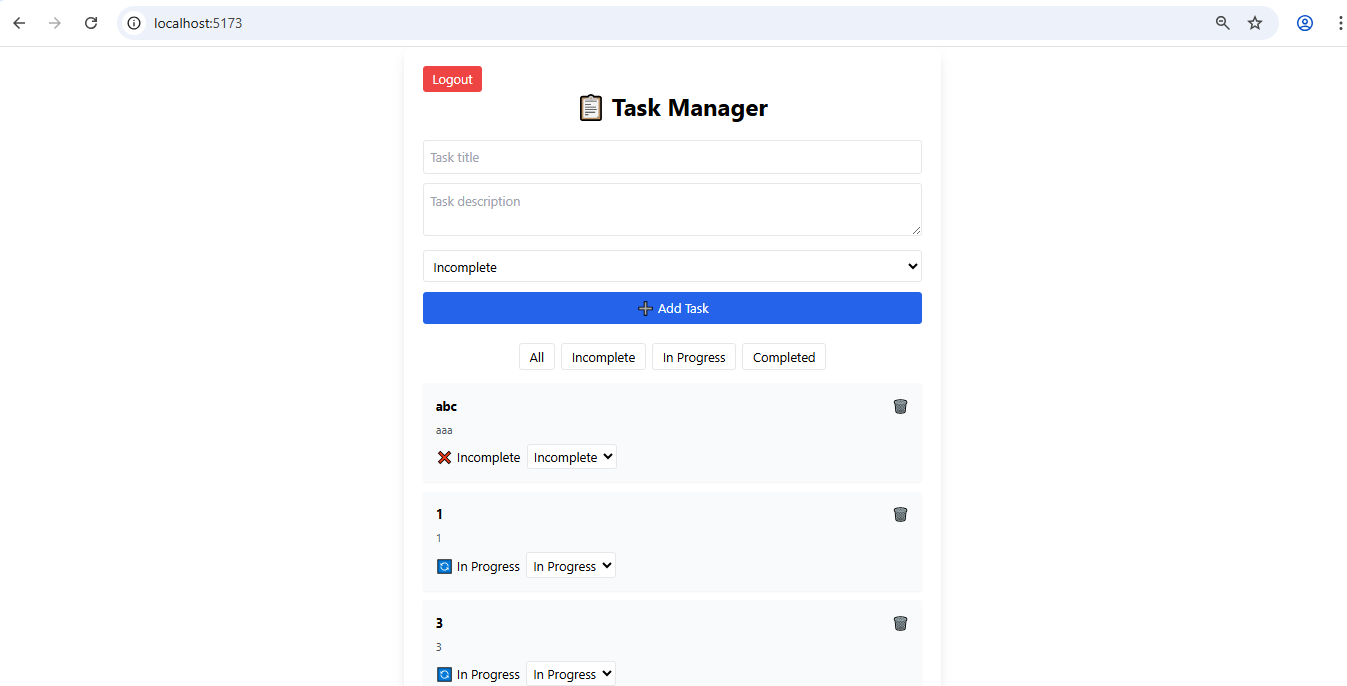 localhost:5173
Logout
📋 Task Manager
Task title
Task description
Incomplete
➕ Add Task
All Incomplete In Progress Completed
abc
aaa
❌ Incomplete Incomplete
1
1
🔄 In Progress In Progress
3
3
🔄 In Progress In Progress